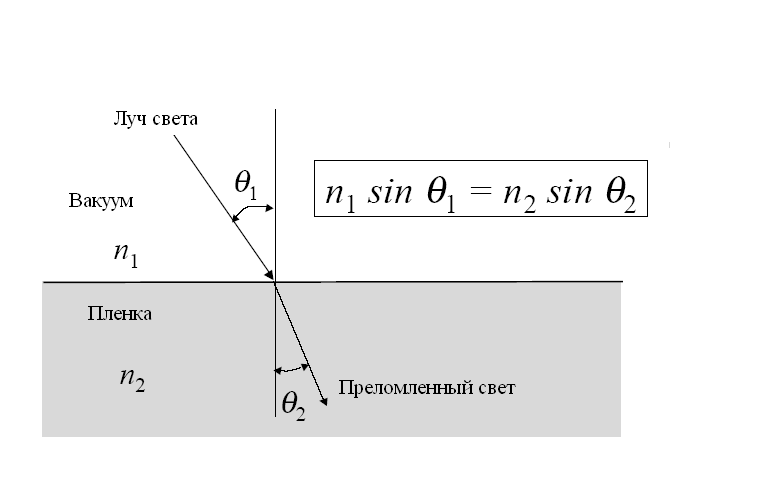 Луч света
θ₁
n₁ sin θ₁ = n₂ sin θ₂
Вакуум
n₁
Пленка
n₂
Преломленный свет
θ₂